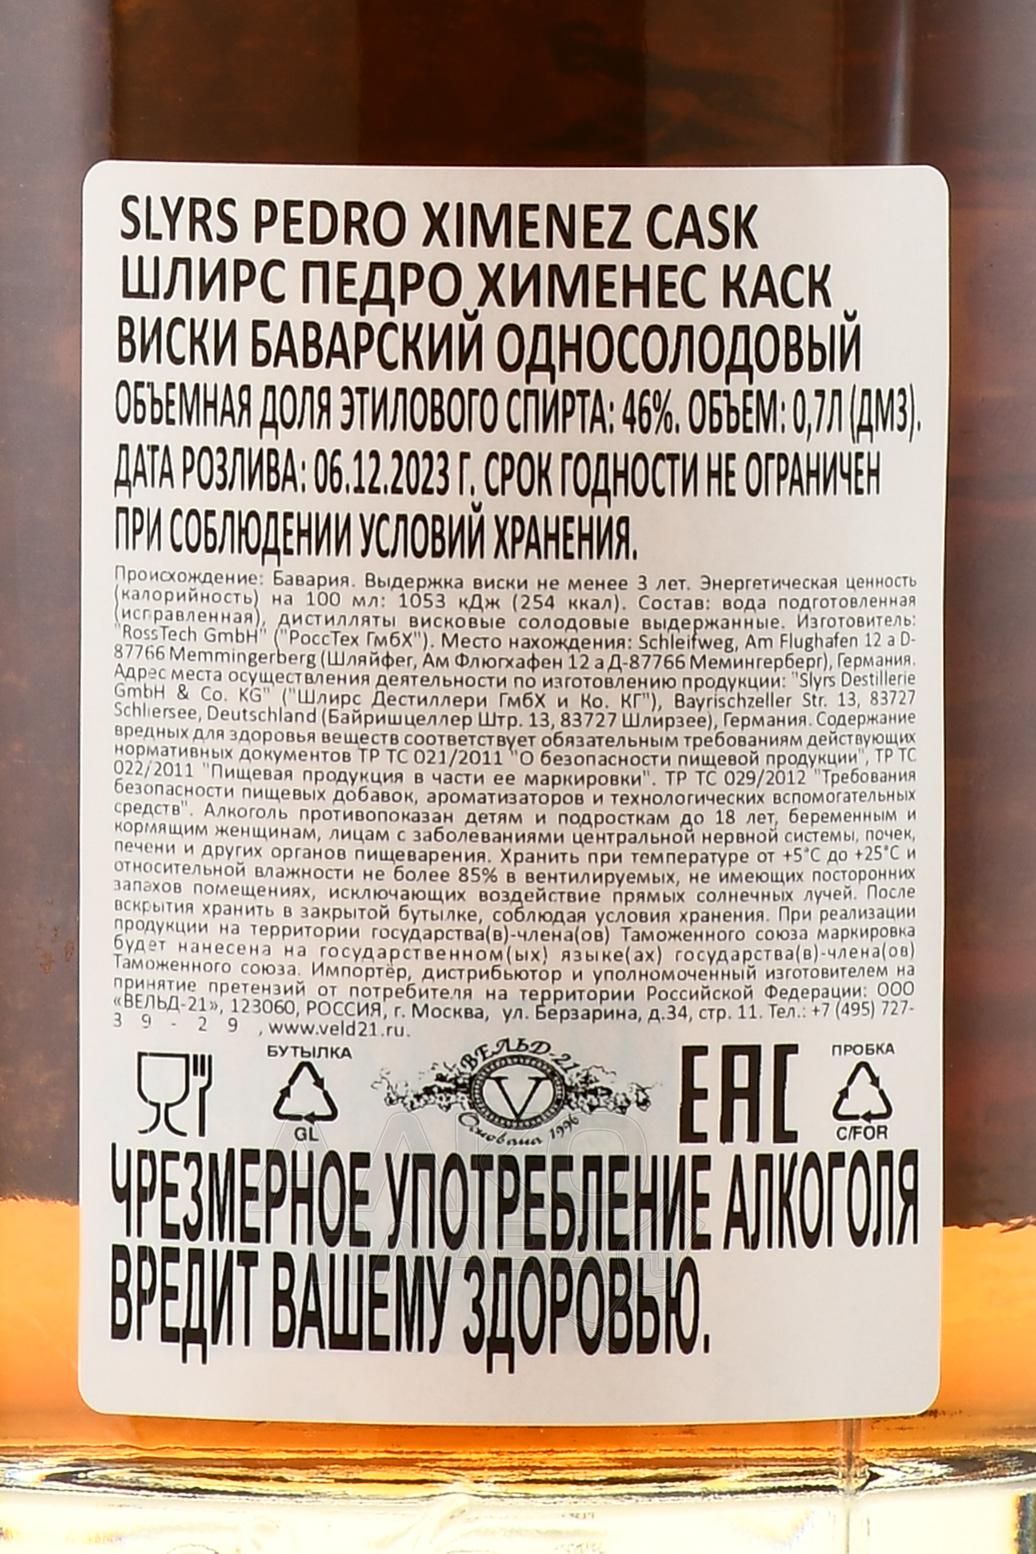 SLYRS PEDRO XIMENEZ CASK
ШЛИРС ПЕДРО ХИМЕНЕС КАСК
ВИСКИ БАВАРСКИЙ ОДНОСОЛОДОВЫЙ
ОБЪЕМНАЯ ДОЛЯ ЭТИЛОВОГО СПИРТА: 46%. ОБЪЕМ: 0,7Л (ДМ3).
ДАТА РОЗЛИВА: 06.12.2023 Г. СРОК ГОДНОСТИ НЕ ОГРАНИЧЕН
ПРИ СОБЛЮДЕНИИ УСЛОВИЙ ХРАНЕНИЯ.
Происхождение: Бавария. Выдержка виски не менее 3 лет. Энергетическая ценность
(калорийность) на 100 мл: 1053 кДж (254 ккал). Состав: вода подготовленная
(исправленная), дистилляты висковые солодовые выдержанные. Изготовитель:
"RossTech GmbH" ("РоссТех ГмбХ"). Место нахождения: Schleifweg, Am Flughafen 12 a D-
87766 Memmingerberg (Шляйфег, Ам Флюгхафен 12 а Д-87766 Мемингерберг), Германия.
Адрес места осуществления деятельности по изготовлению продукции: "Slyrs Destillerie
GmbH & Co. KG" ("Шлирс Дестиллери ГмбХ и Ко. КГ"), Bayrischzeller Str. 13, 83727
Schliersee, Deutschland (Байришцеллер Штр. 13, 83727 Шлирзее), Германия. Содержание
вредных для здоровья веществ соответствует обязательным требованиям действующих
нормативных документов ТР ТС 021/2011 "О безопасности пищевой продукции", ТР ТС
022/2011 "Пищевая продукция в части ее маркировки". ТР ТС 029/2012 "Требования
безопасности пищевых добавок, ароматизаторов и технологических вспомогательных
средств". Алкоголь противопоказан детям и подросткам до 18 лет, беременным и
кормящим женщинам, лицам с заболеваниями центральной нервной системы, почек,
печени и других органов пищеварения. Хранить при температуре от +5°С до +25°С и
относительной влажности не более 85% в вентилируемых, не имеющих посторонних
запахов помещениях, исключающих воздействие прямых солнечных лучей. После
вскрытия хранить в закрытой бутылке, соблюдая условия хранения. При реализации
продукции на территории государства(в)-члена(ов) Таможенного союза маркировка
будет нанесена на государственном(ых) языке(ах) государства(в)-члена(ов)
Таможенного союза. Импортёр, дистрибьютор и уполномоченный изготовителем на
принятие претензий от потребителя на территории Российской Федерации: ООО
«ВЕЛЬД-21», 123060, РОССИЯ, г. Москва, ул. Берзарина, д.34, стр. 11. Тел.: +7 (495) 727-
39-29, www.veld21.ru.
БУТЫЛКА
GL
ВЕЛЬД-21
V
Основана 1996
EAC
ПРОБКА
C/FOR
ЧРЕЗМЕРНОЕ УПОТРЕБЛЕНИЕ АЛКОГОЛЯ
ВРЕДИТ ВАШЕМУ ЗДОРОВЬЮ.